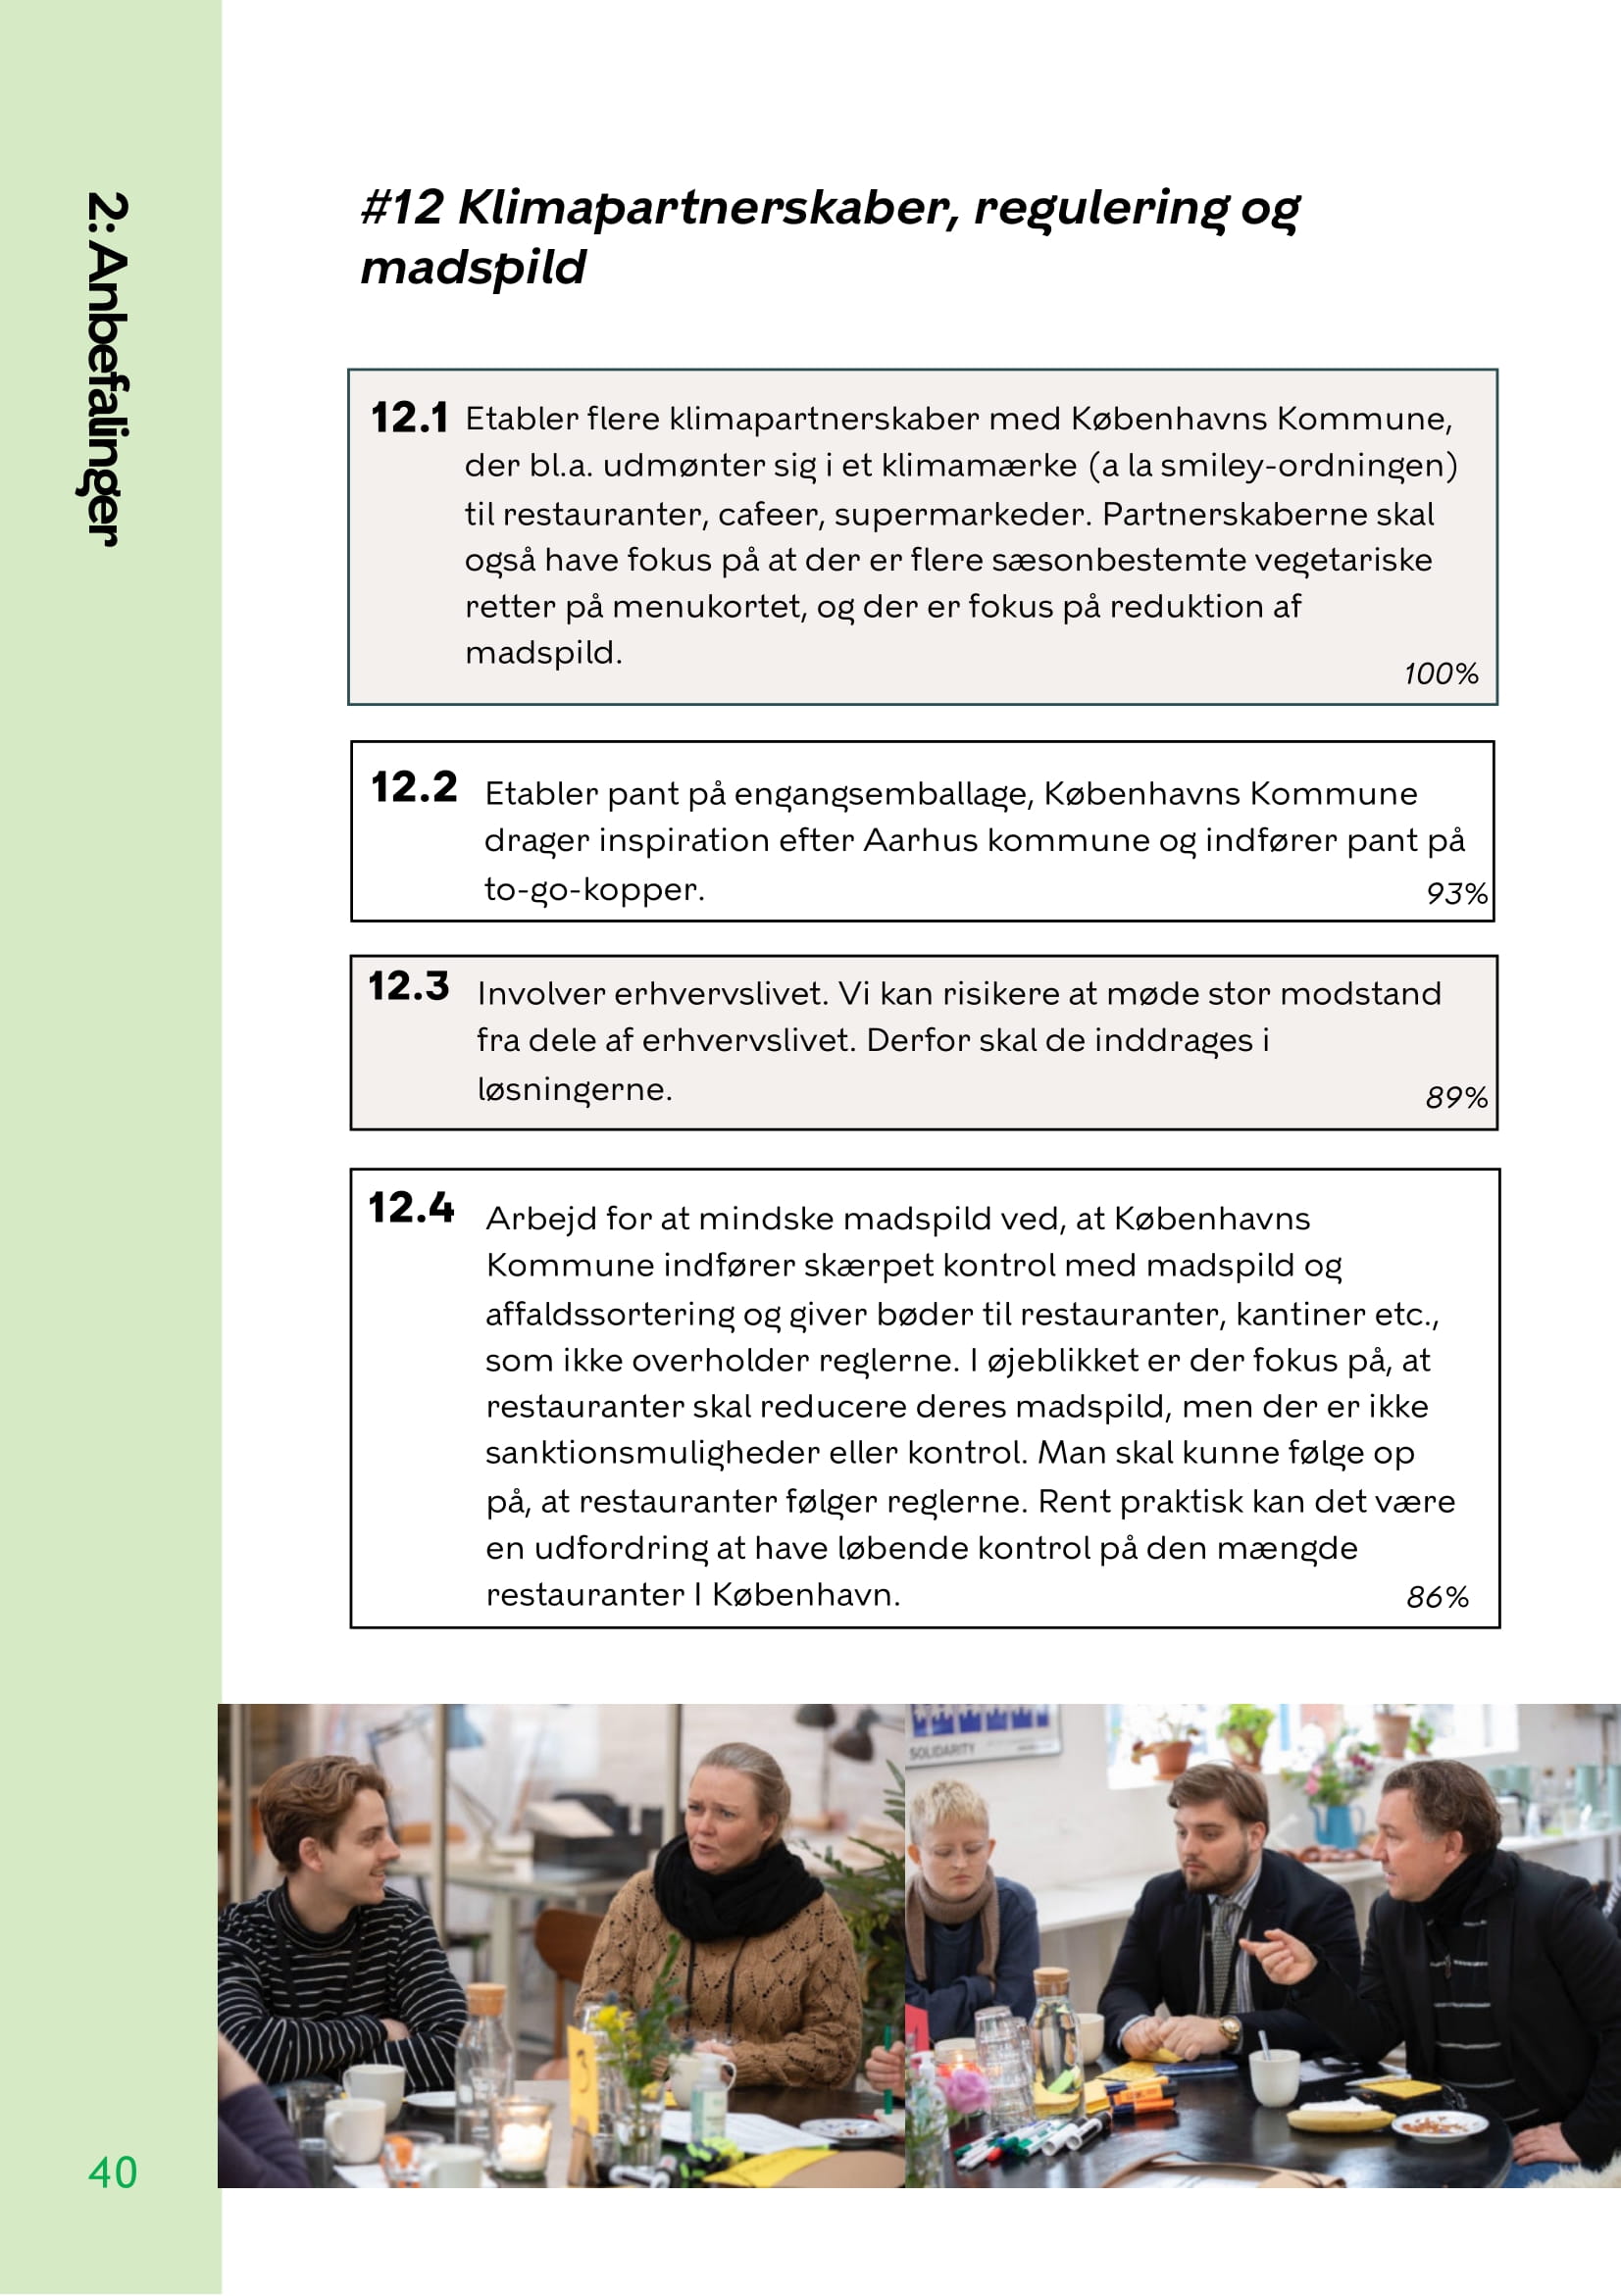 2: Anbefalinger
#12 Klimapartnerskaber, regulering og
madspild
12.1 Etabler flere klimapartnerskaber med Københavns Kommune,
der bl.a. udmønter sig i et klimamærke (a la smiley-ordningen)
til restauranter, cafeer, supermarkeder. Partnerskaberne skal
også have fokus på at der er flere sæsonbestemte vegetariske
retter på menukortet, og der er fokus på reduktion af
madspild.
100%
12.2 Etabler pant på engangsemballage, Københavns Kommune
drager inspiration efter Aarhus kommune og indfører pant på
to-go-kopper.
93%
12.3 Involver erhvervslivet. Vi kan risikere at møde stor modstand
fra dele af erhvervslivet. Derfor skal de inddrages i
løsningerne.
89%
12.4 Arbejd for at mindske madspild ved, at Københavns
Kommune indfører skærpet kontrol med madspild og
affaldssortering og giver bøder til restauranter, kantiner etc.,
som ikke overholder reglerne. I øjeblikket er der fokus på, at
restauranter skal reducere deres madspild, men der er ikke
sanktionsmuligheder eller kontrol. Man skal kunne følge op
på, at restauranter følger reglerne. Rent praktisk kan det være
en udfordring at have løbende kontrol på den mængde
restauranter I København.
86%
SOLIDARITY
3
40